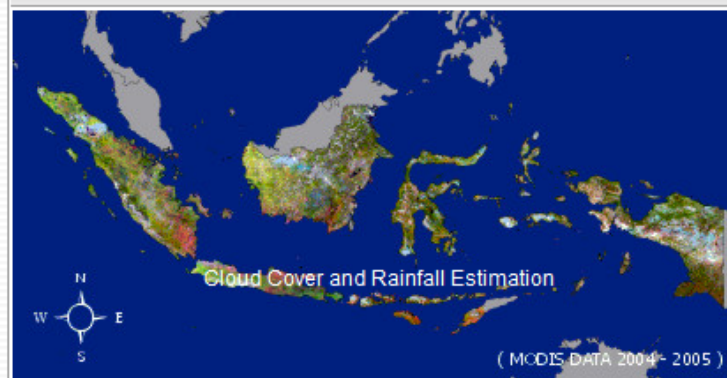 Cloud Cover and Rainfall Estimation
N
W E
S
( MODIS DATA 2004 - 2005 )